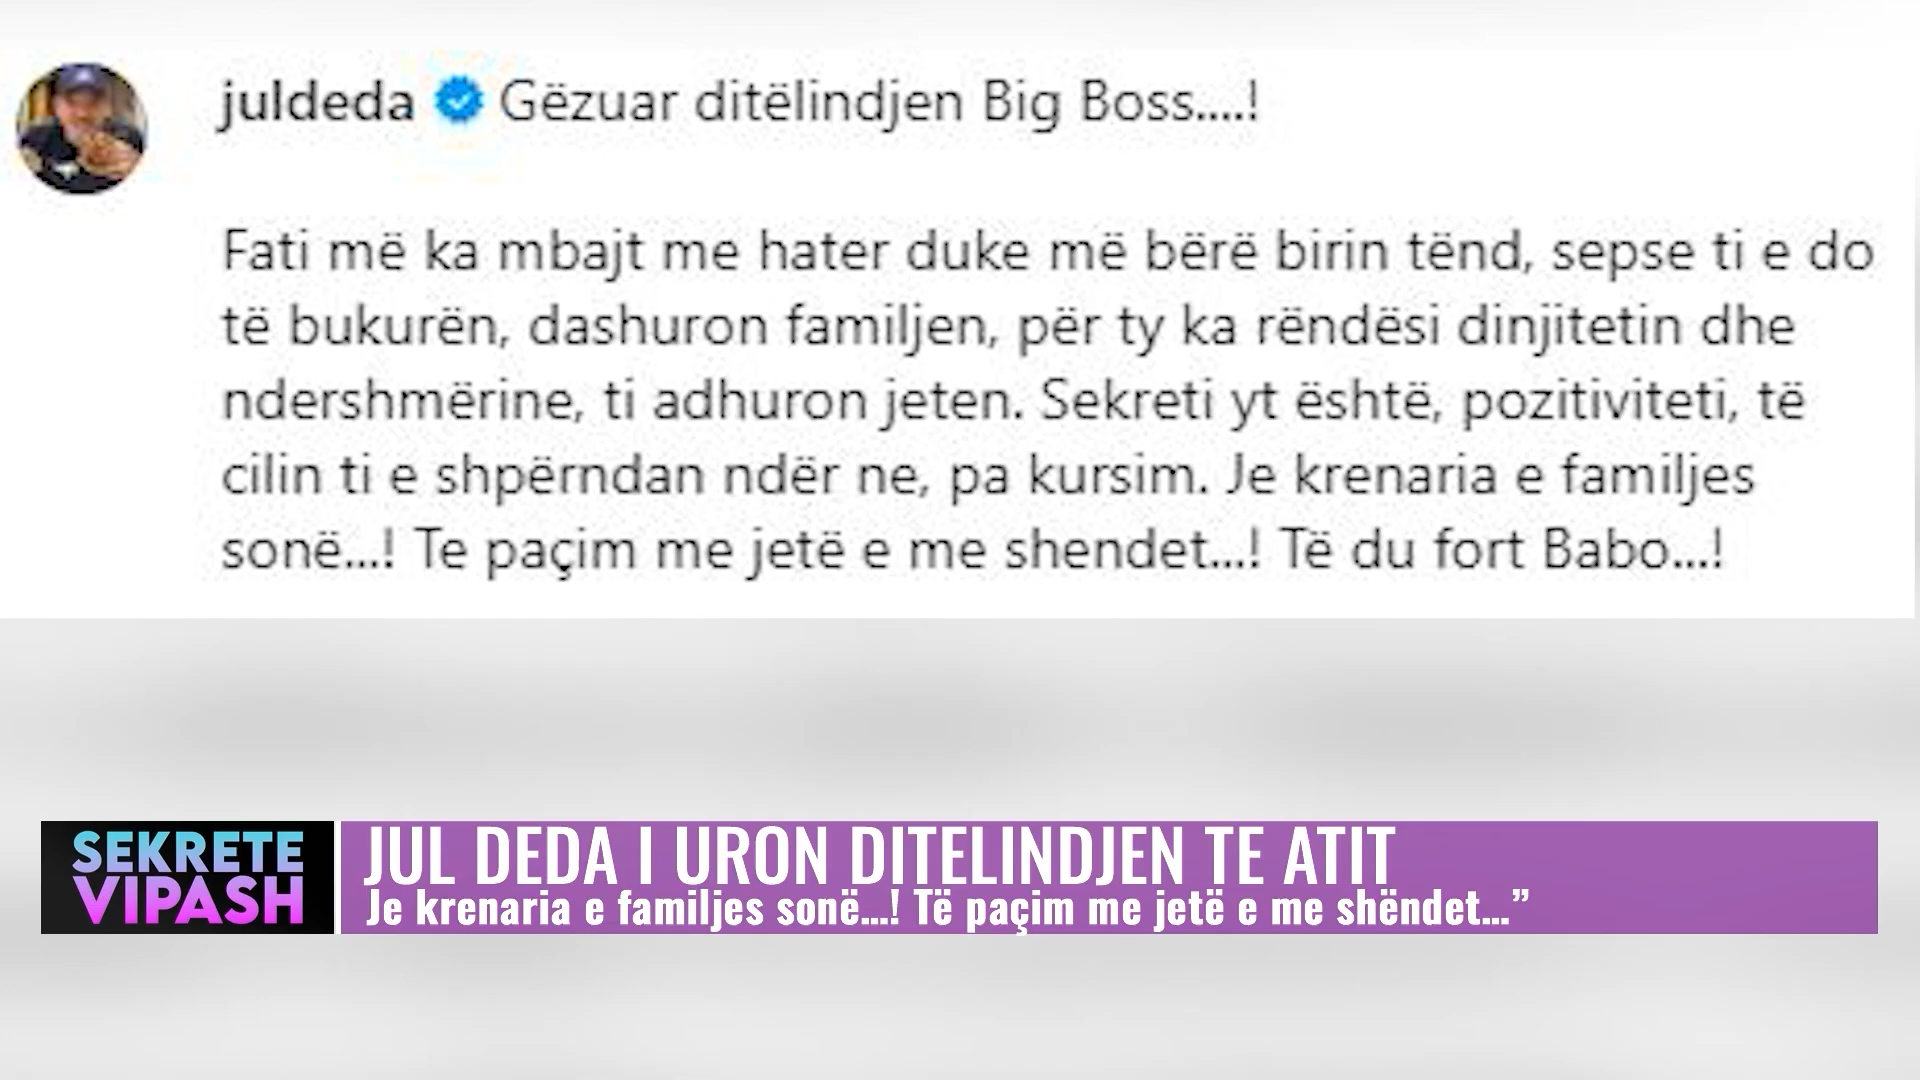 juldeda Gëzuar ditëlindjen Big Boss....!
Fati më ka mbajt me hater duke më bërë birin tënd, sepse ti e do
të bukurën, dashuron familjen, për ty ka rëndësi dinjitetin dhe
ndershmërine, ti adhuron jeten. Sekreti yt është, pozitiviteti, të
cilin ti e shpërndan ndër ne, pa kursim. Je krenaria e familjes
sonë...! Te paçim me jetë e me shendet...! Të du fort Babo...!
SEKRETE
VIPASH
JUL DEDA I URON DITELINDJEN TE ATIT
Je krenaria e familjes sonë...! Të paçim me jetë e me shëndet...”